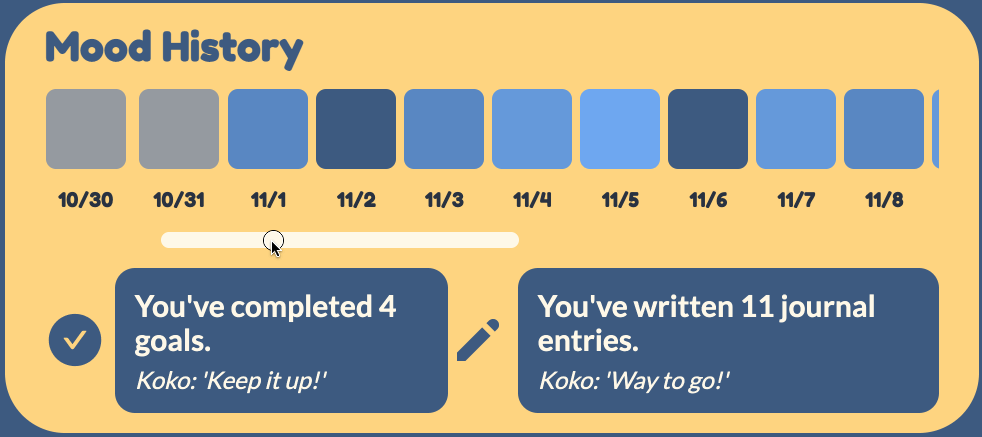 Mood History
10/30 10/31 11/1 11/2 11/3 11/4 11/5 11/6 11/7 11/8
You've completed 4
goals.
Koko: 'Keep it up!'
You've written 11 journal
entries.
Koko: 'Way to go!'